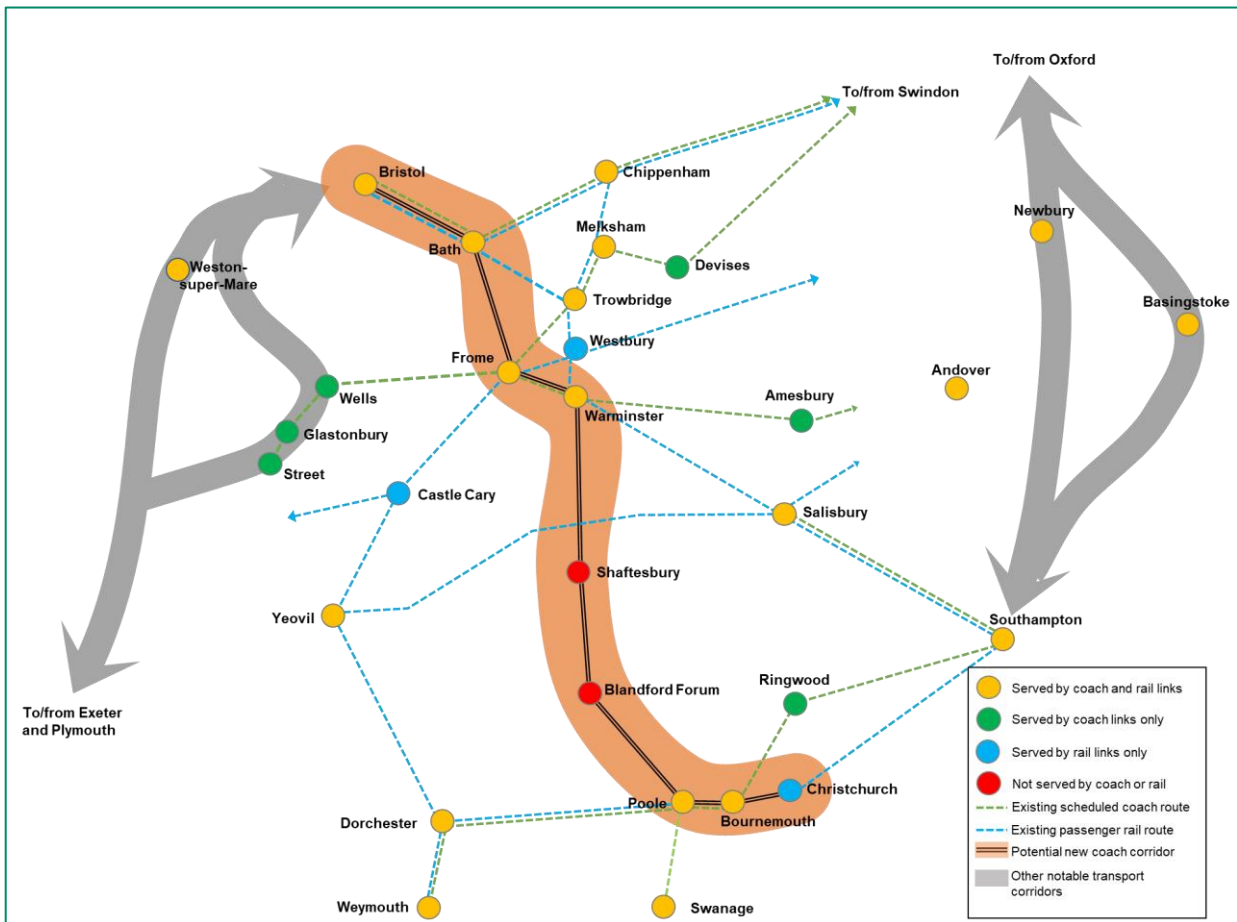 To/from Oxford
To/from Swindon
Bristol
Chippenham
Newbury
Melksham
Bath
Weston-
super-Mare
Devises
Trowbridge
Basingstoke
Westbury
Frome
Andover
Wells
Amesbury
Warminster
Glastonbury
Street
Castle Cary
Salisbury
Shaftesbury
Yeovil
Southampton
Blandford Forum
Ringwood
To/from Exeter
and Plymouth
Christchurch
Poole
Bournemouth
Dorchester
Weymouth
Swanage
Served by coach and rail links
Served by coach links only
Served by rail links only
Not served by coach or rail
Existing scheduled coach route
Existing passenger rail route
Potential new coach corridor
Other notable transport
corridors